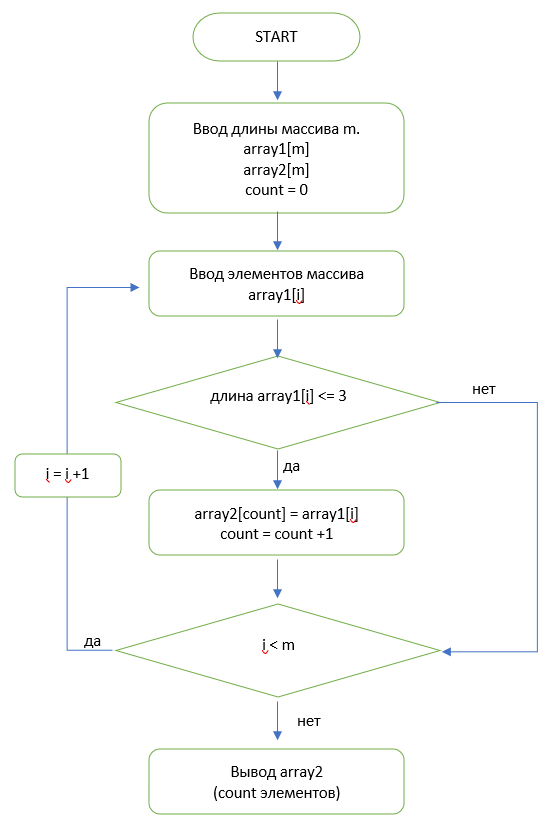 START
Ввод длины массива m.
array1[m]
array2[m]
count = 0
Ввод элементов массива
array1[i]
длина array1[i] <= 3
нет
да
i = i +1
array2[count] = array1[i]
count = count +1
i < m
да
нет
Вывод array2
(count элементов)